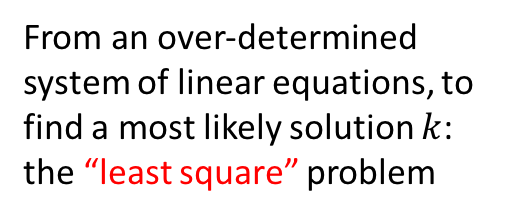 From an over-determined
system of linear equations, to
find a most likely solution 𝑘:
the “least square” problem